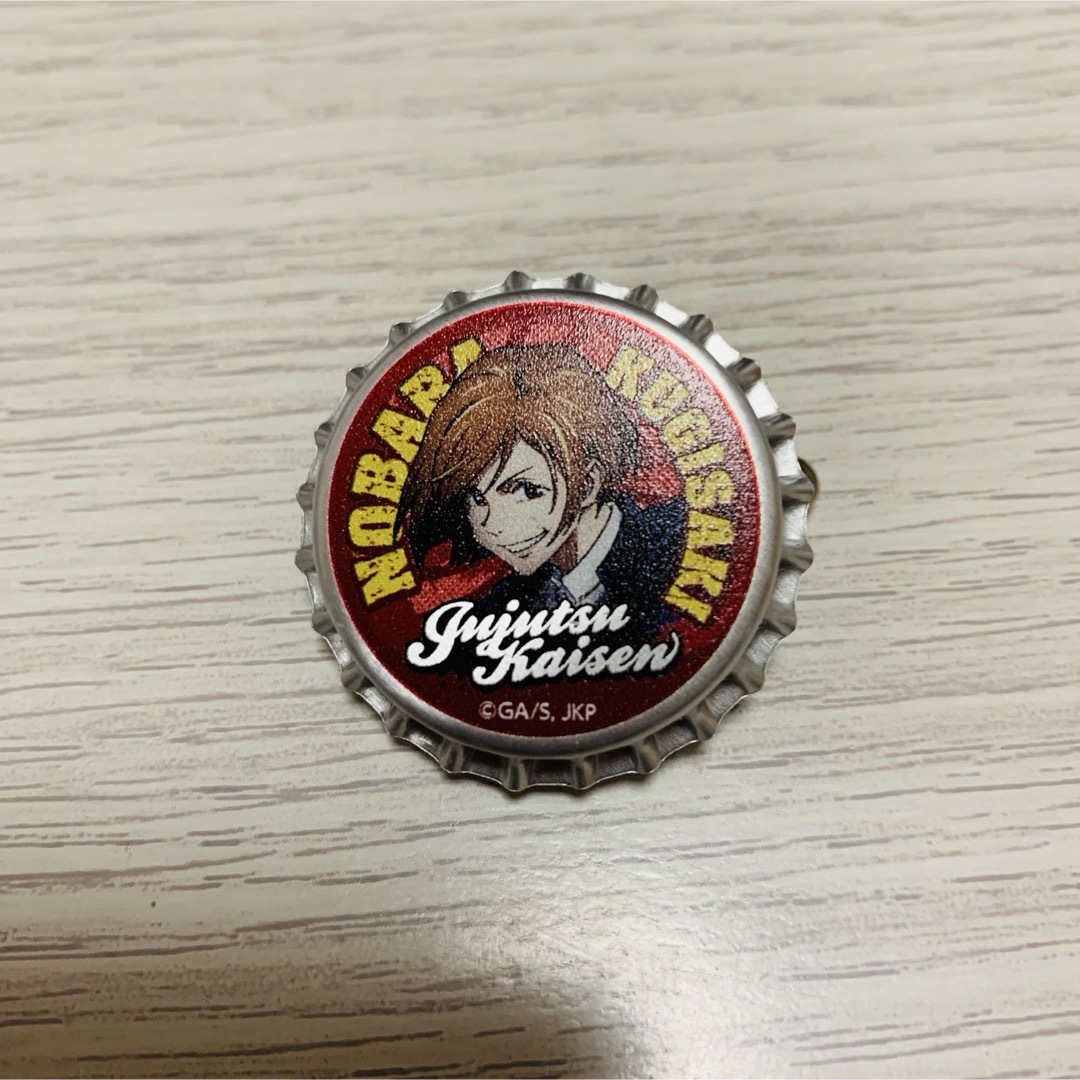 NOBARA
KUGISAKI
Jujutsu
Kaisen
©GA/S, JKP